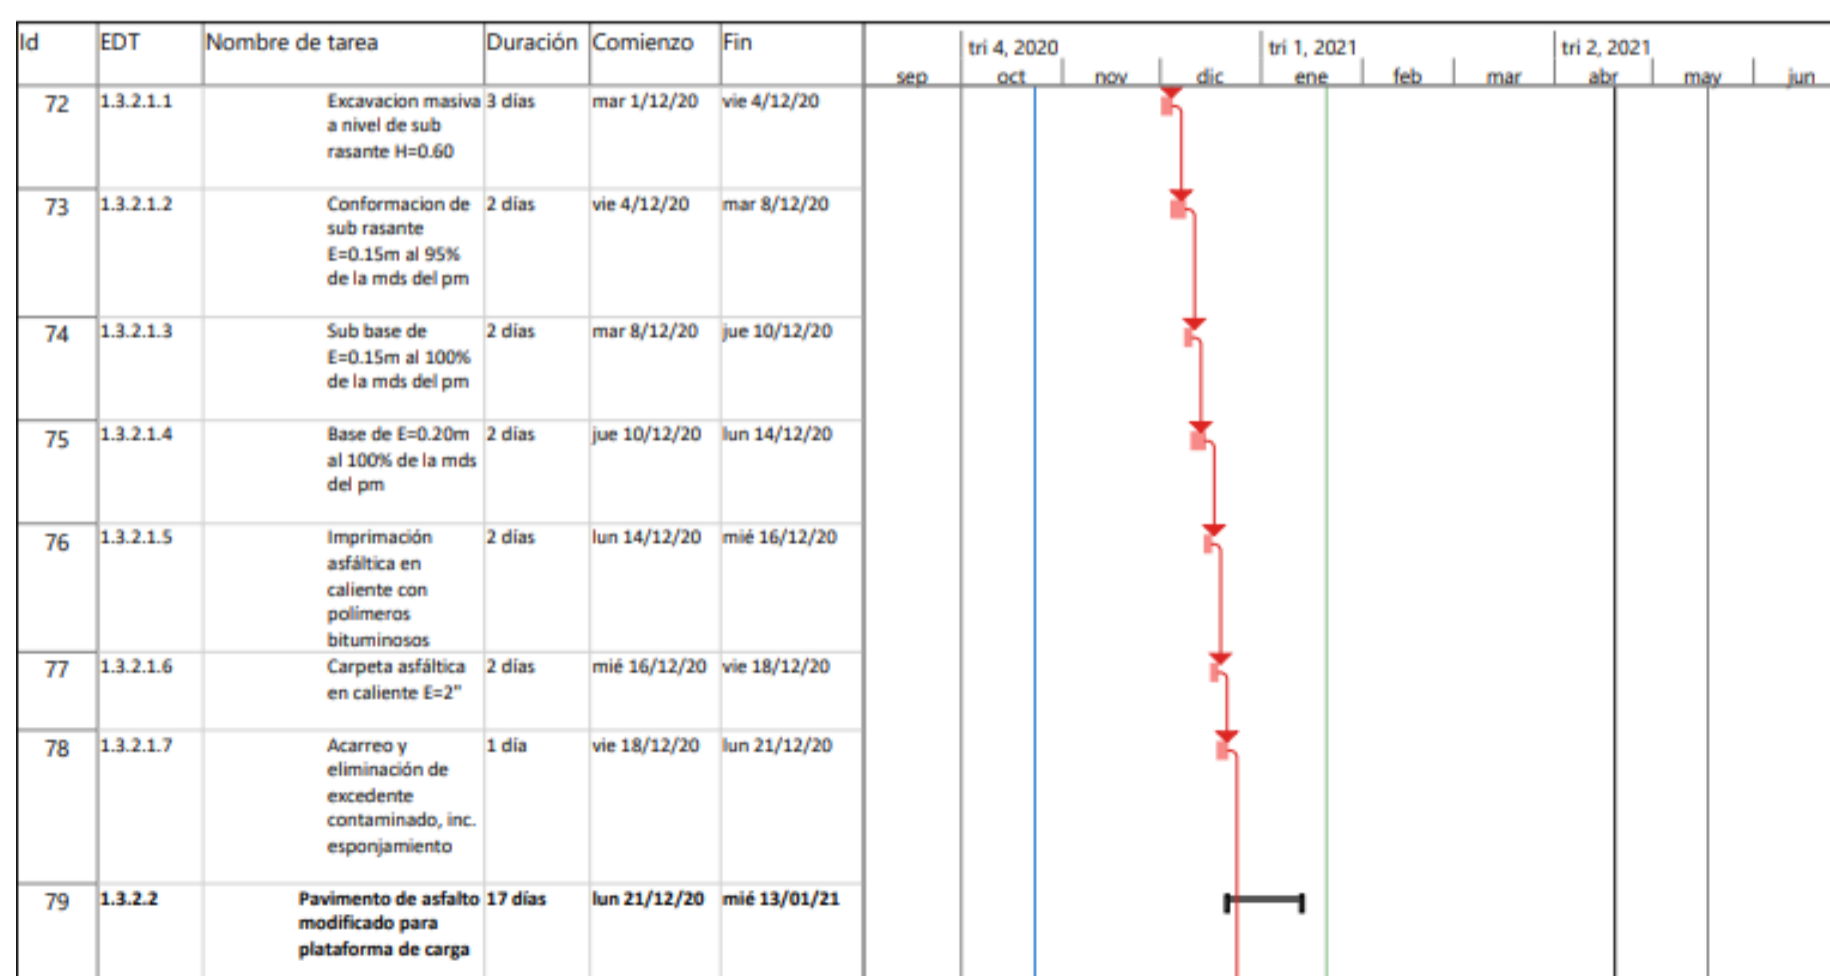 Id EDT Nombre de tarea Duración Comienzo Fin
tri 4, 2020 tri 1, 2021 tri 2, 2021
sep oct nov dic ene feb mar abr may jun
72 1.3.2.1.1 Excavacion masiva 3 días mar 1/12/20 vie 4/12/20
a nivel de sub
rasante H=0.60
73 1.3.2.1.2 Conformacion de 2 días vie 4/12/20 mar 8/12/20
sub rasante
E=0.15m al 95%
de la mds del pm
74 1.3.2.1.3 Sub base de 2 días mar 8/12/20 jue 10/12/20
E=0.15m al 100%
de la mds del pm
75 1.3.2.1.4 Base de E=0.20m 2 días jue 10/12/20 lun 14/12/20
al 100% de la mds
del pm
76 1.3.2.1.5 Imprimación 2 días lun 14/12/20 mié 16/12/20
asfáltica en
caliente con
polímeros
bituminosos
77 1.3.2.1.6 Carpeta asfáltica 2 días mié 16/12/20 vie 18/12/20
en caliente E=2"
78 1.3.2.1.7 Acarreo y 1 día vie 18/12/20 lun 21/12/20
eliminación de
excedente
contaminado, inc.
esponjamiento
79 1.3.2.2 Pavimento de asfalto 17 días lun 21/12/20 mié 13/01/21
modificado para
plataforma de carga